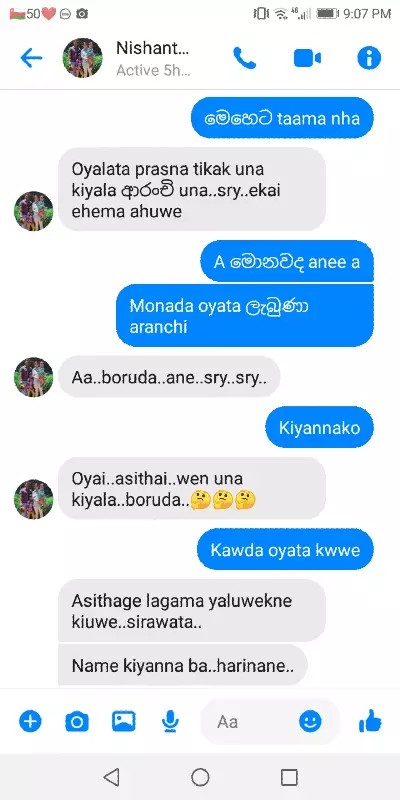 50 9:07 PM
Nishant...
Active 5h...
මෙහෙට taama nha
Oyalata prasna tikak una
kiyala ආරංචි una..sry..ekai
ehema ahuwe
A මොනවද anee a
Monada oyata ලැබුණා
aranchi
Aa..boruda..ane..sry..sry..
Kiyannako
Oyai..asithai..wen una
kiyala..boruda..🤔🤔🤔
Kawda oyata kwwe
Asithage lagama yaluwekne
kiuwe..sirawata..
Name kiyanna ba..harinane..
Aa